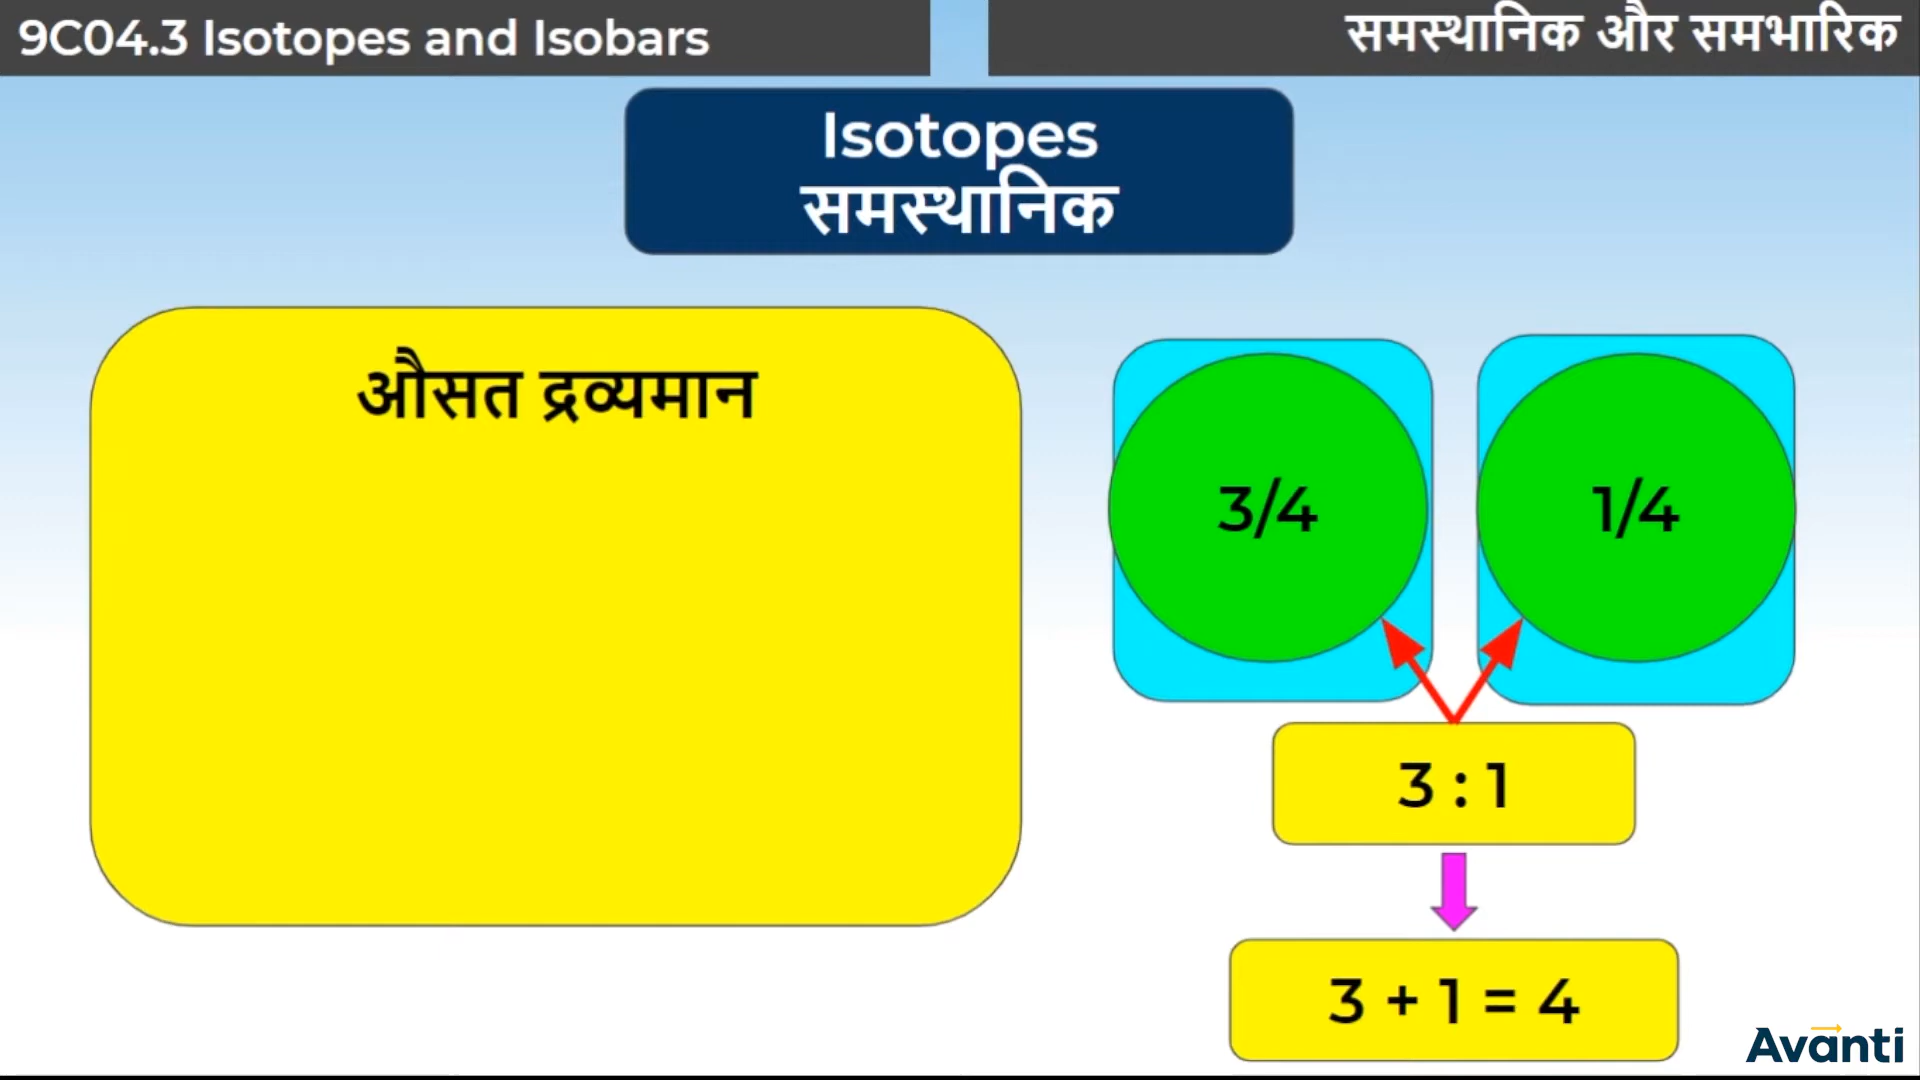 9C04.3 Isotopes and Isobars
समस्थानिक और समभारिक
Isotopes
समस्थानिक
औसत द्रव्यमान
3/4
1/4
3 : 1
3 + 1 = 4
Avanti